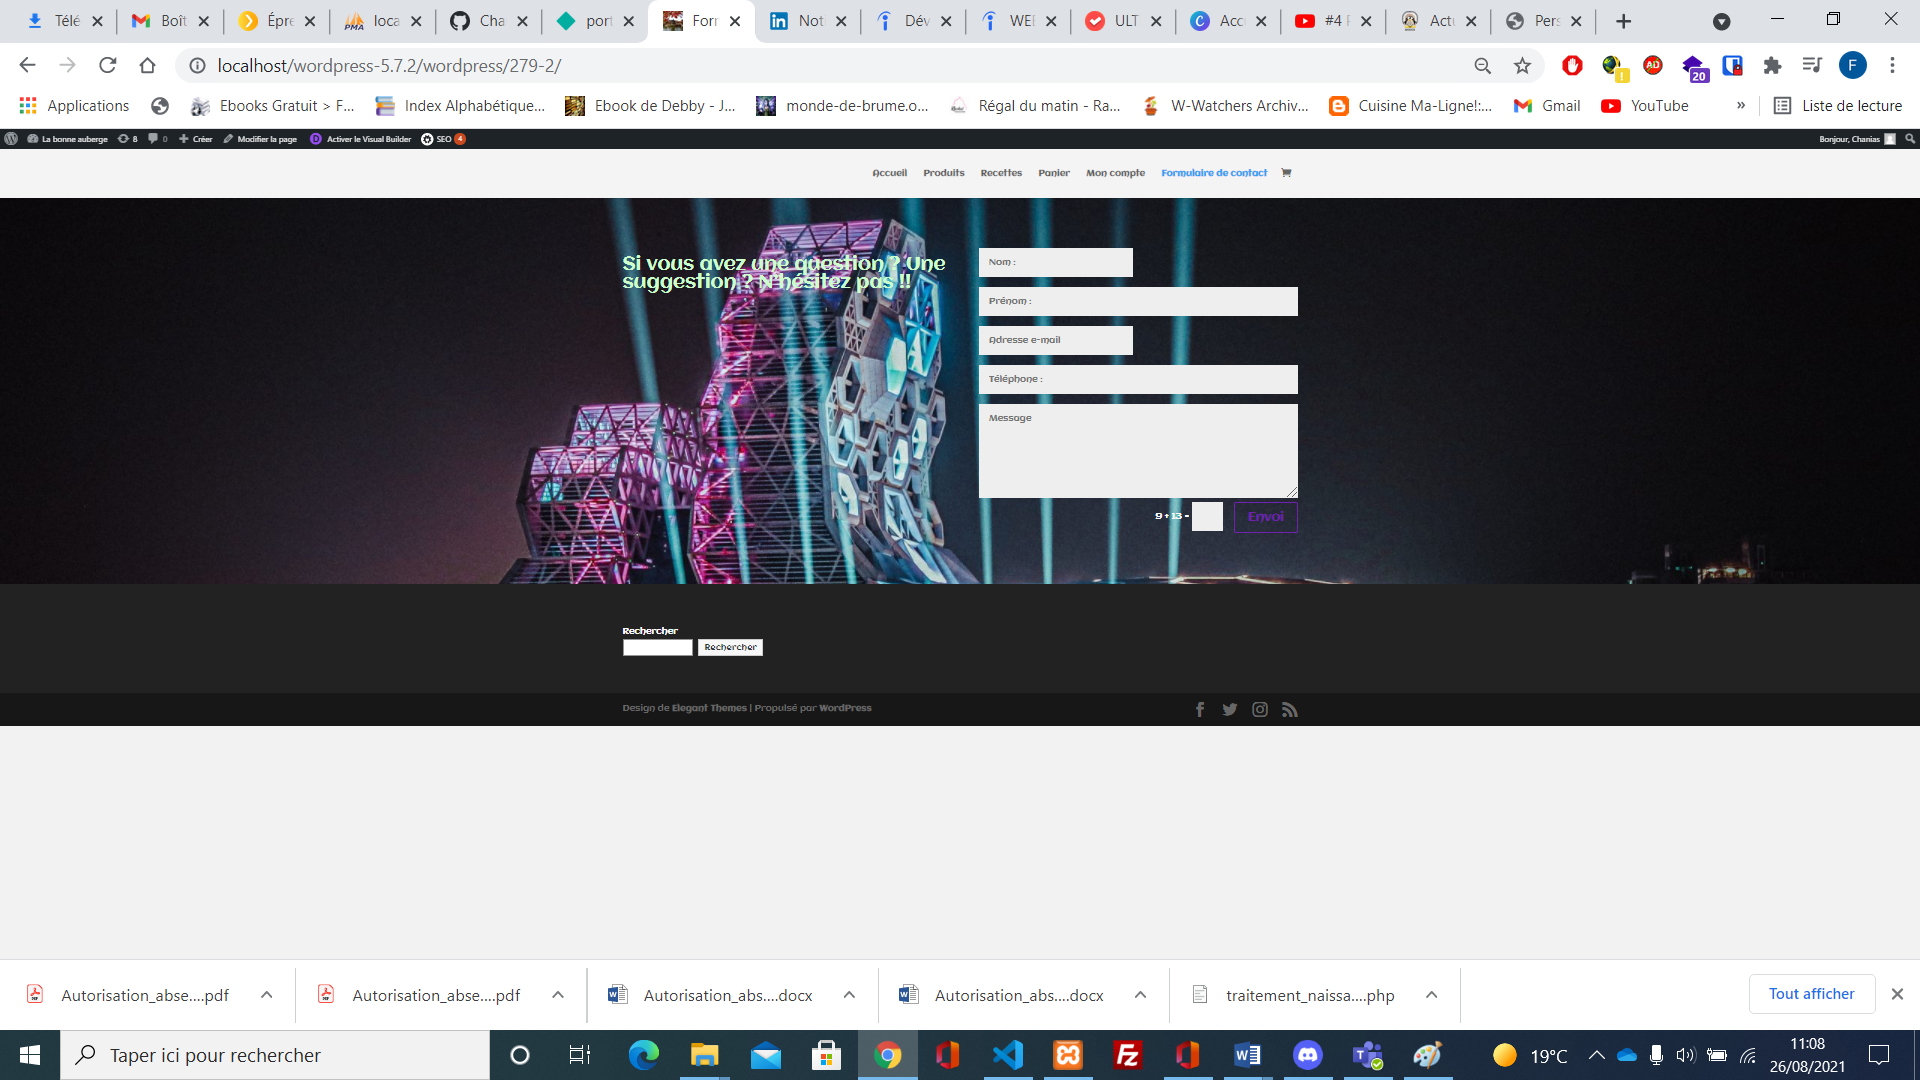 Télé
Boît
Épre
loca
Cha
port
Forr
Not
Dév
WEI
ULT
Acc
#4 F
Act
Pers
localhost/wordpress-5.7.2/wordpress/279-2/
20
F
Applications
Ebooks Gratuit > F...
Index Alphabétique...
Ebook de Debby - J...
monde-de-brume.o...
Régal du matin - Ra...
W-Watchers Archiv...
Cuisine Ma-Ligne!:...
Gmail
YouTube
»
Liste de lecture
La bonne auberge
8
0
Créer
Modifier la page
Activer le Visual Builder
SEO 4
Bonjour, Chanias
Accueil
Produits
Recettes
Panier
Mon compte
Formulaire de contact
Si vous avez une question ? Une
suggestion ? N'hésitez pas !!
Nom :
Prénom :
Adresse e-mail
Téléphone :
Message
9 + 13 =
Envoi
Rechercher
Rechercher
Design de Elegant Themes | Propulsé par WordPress
Autorisation_abse....pdf
Autorisation_abse....pdf
Autorisation_abs....docx
Autorisation_abs....docx
traitement_naissa....php
Tout afficher
Taper ici pour rechercher
19°C
11:08
26/08/2021